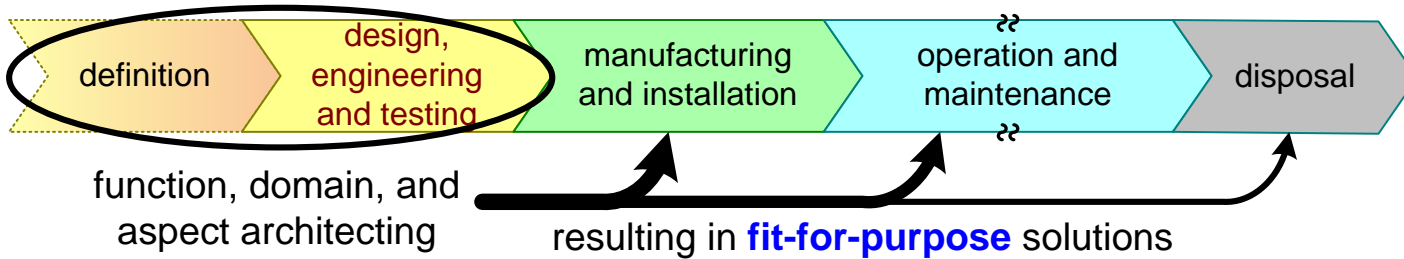 definition
design,
engineering
and testing
manufacturing
and installation
operation and
maintenance
disposal
function, domain, and
aspect architecting
resulting in fit-for-purpose solutions